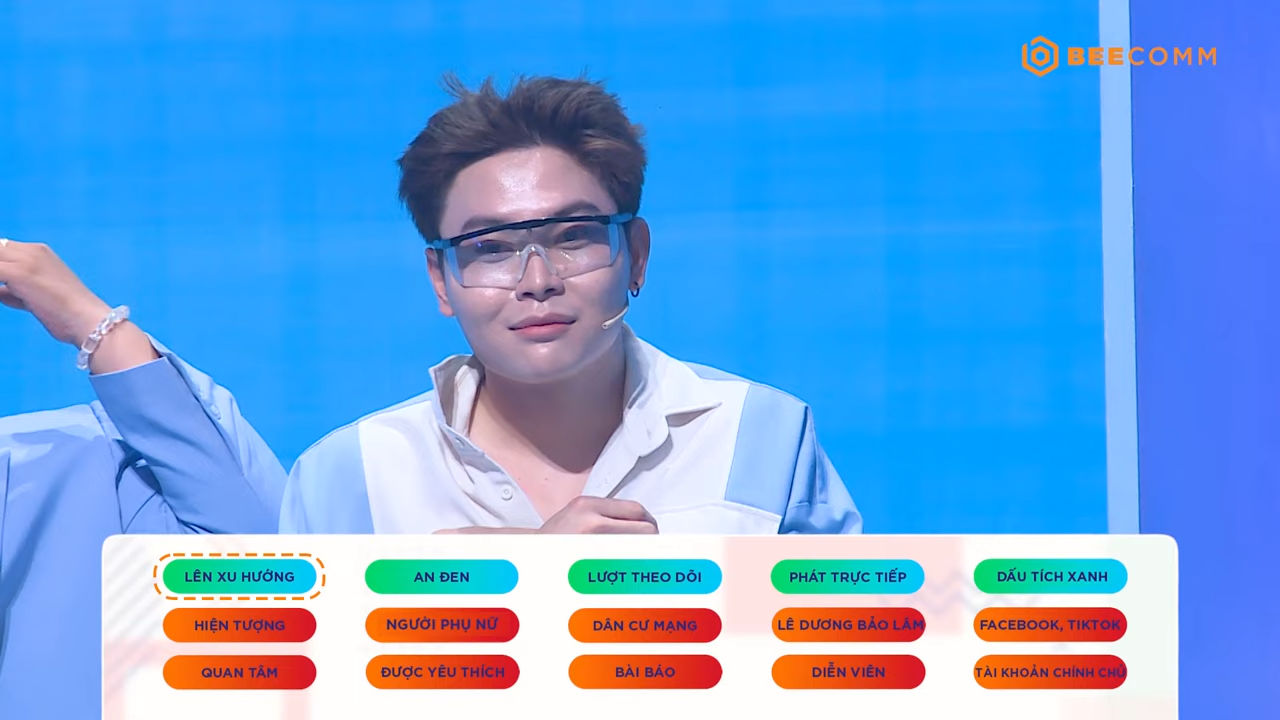 BEECOMM
LÊN XU HƯỚNG
AN ĐEN
LƯỢT THEO DÕI
PHÁT TRỰC TIẾP
DẤU TÍCH XANH
HIỆN TƯỢNG
NGƯỜI PHỤ NỮ
DÂN CƯ MẠNG
LÊ DƯƠNG BẢO LÂM
FACEBOOK, TIKTOK
QUAN TÂM
ĐƯỢC YÊU THÍCH
BÀI BÁO
DIỄN VIÊN
TÀI KHOẢN CHÍNH CHỦ